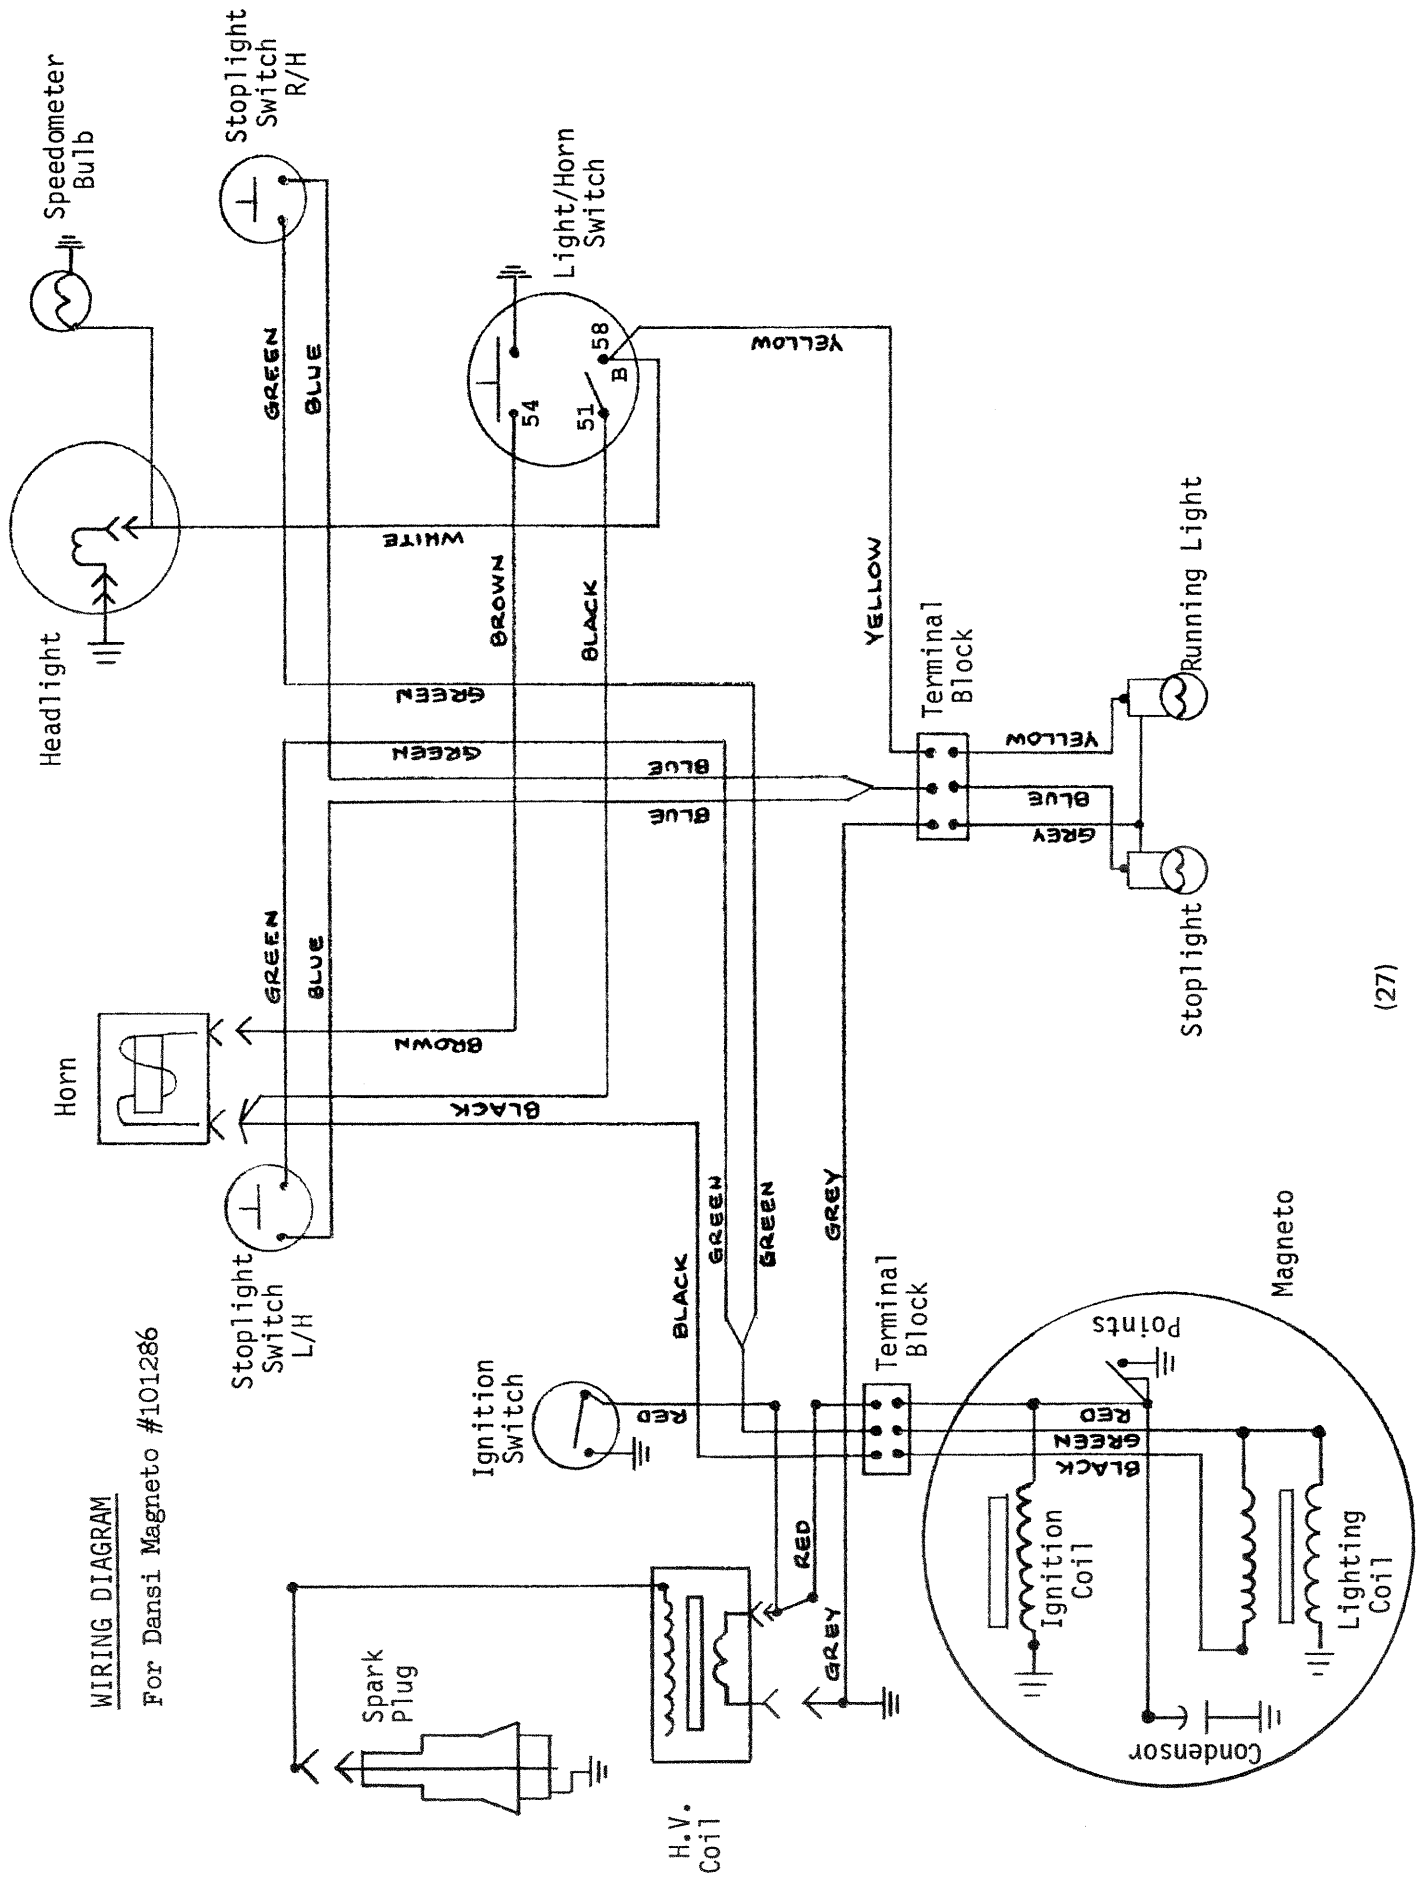 WIRING DIAGRAM
For Dansi Magneto #101286
Speedometer
Bulb
Stoplight
Switch
R/H
Headlight
Light/Horn
Switch
54
51
58
B
GREEN
BLUE
WHITE
BROWN
BLACK
YELLOW
YELLOW
GREEN
GREEN
BLUE
BLUE
GREEN
BLUE
Horn
BROWN
BLACK
Stoplight
Switch
L/H
Terminal
Block
YELLOW
BLUE
GREY
Running Light
Stoplight
BLACK
GREEN
GREEN
GREY
Ignition
Switch
RED
Terminal
Block
RED
GREY
Spark
Plug
H.V.
Coil
Magneto
Points
RED
GREEN
BLACK
Ignition
Coil
Lighting
Coil
Condensor
(27)